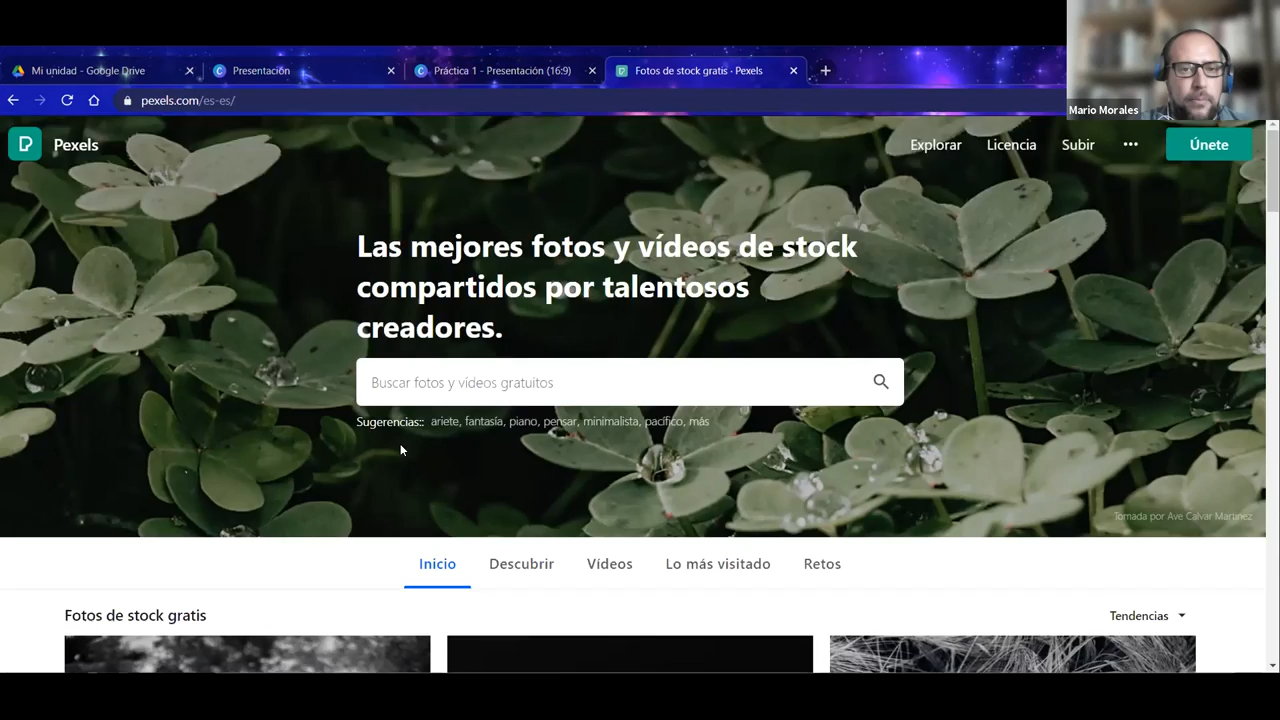 Mi unidad - Google Drive
Presentación
Práctica 1 - Presentación (16:9)
Fotos de stock gratis · Pexels
pexels.com/es-es/
Mario Morales
Pexels
Explorar
Licencia
Subir
Únete
Las mejores fotos y vídeos de stock
compartidos por talentosos
creadores.
Buscar fotos y vídeos gratuitos
Sugerencias:: ariete, fantasía, piano, pensar, minimalista, pacífico, más
Tomada por Ave Calvar Martinez
Inicio
Descubrir
Vídeos
Lo más visitado
Retos
Fotos de stock gratis
Tendencias